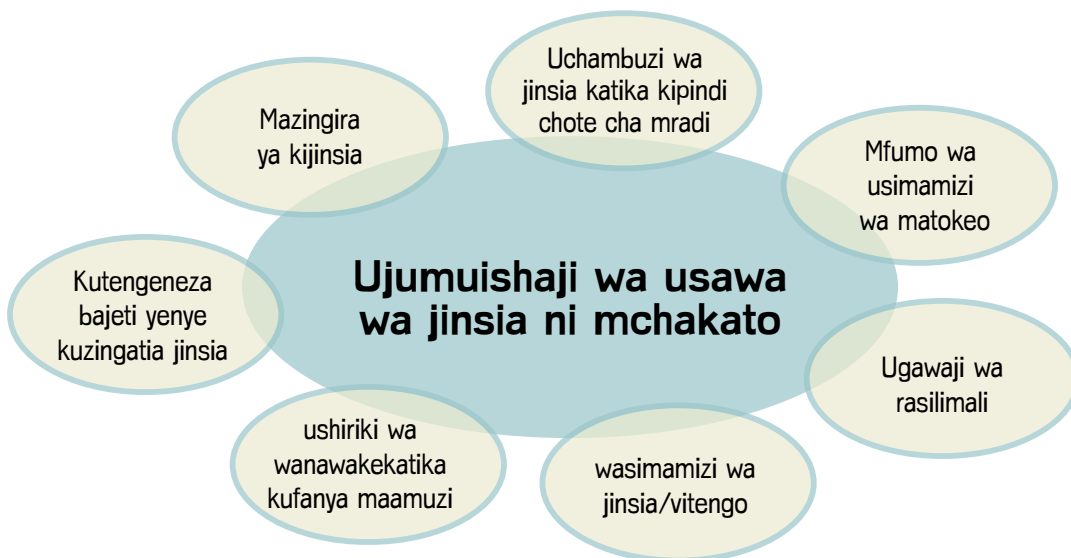 Uchambuzi wa
jinsia katika kipindi
chote cha mradi
Mazingira
ya kijinsia
Mfumo wa
usimamizi
wa matokeo
Ujumuishaji wa usawa
wa jinsia ni mchakato
Kutengeneza
bajeti yenye
kuzingatia jinsia
Ugawaji wa
rasilimali
ushiriki wa
wanawakekatika
kufanya maamuzi
wasimamizi wa
jinsia/vitengo